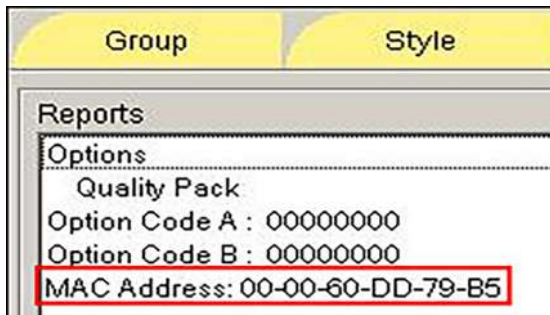 Group Style
Reports
Options
Quality Pack
Option Code A : 00000000
Option Code B : 00000000
MAC Address: 00-00-60-DD-79-B5